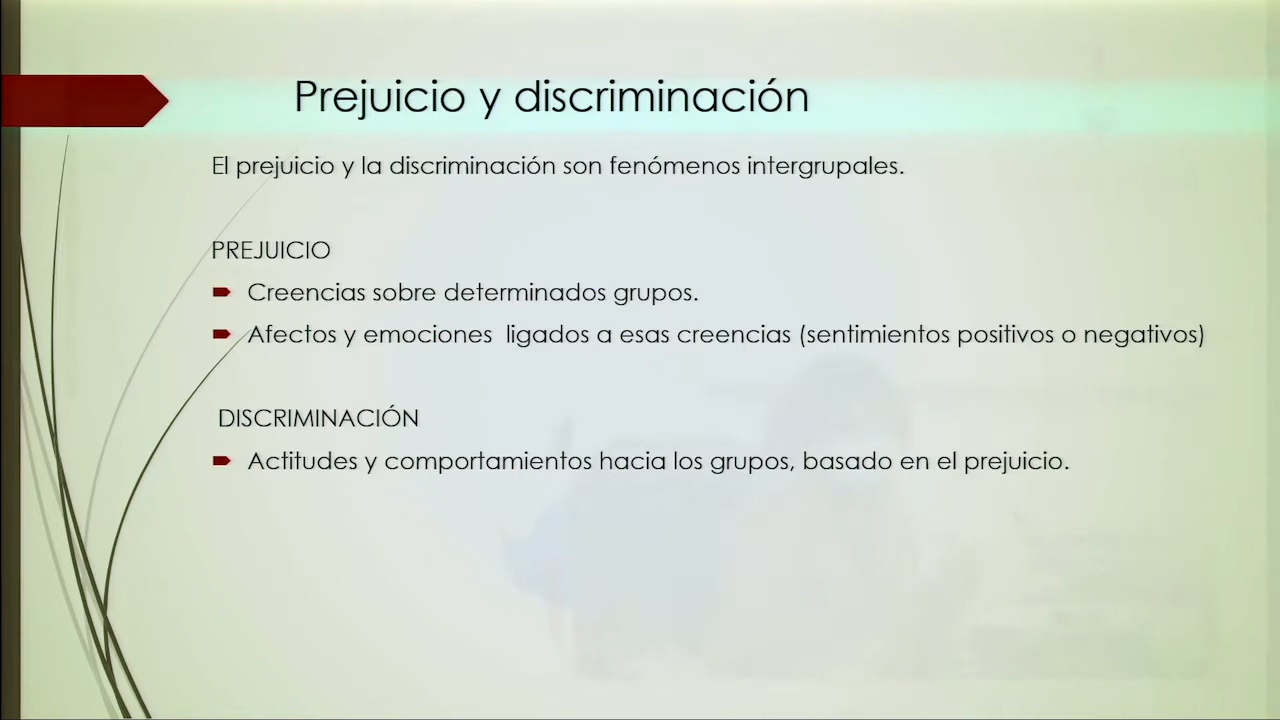 Prejuicio y discriminación
El prejuicio y la discriminación son fenómenos intergrupales.
PREJUICIO
Creencias sobre determinados grupos.
Afectos y emociones ligados a esas creencias (sentimientos positivos o negativos)
DISCRIMINACIÓN
Actitudes y comportamientos hacia los grupos, basado en el prejuicio.